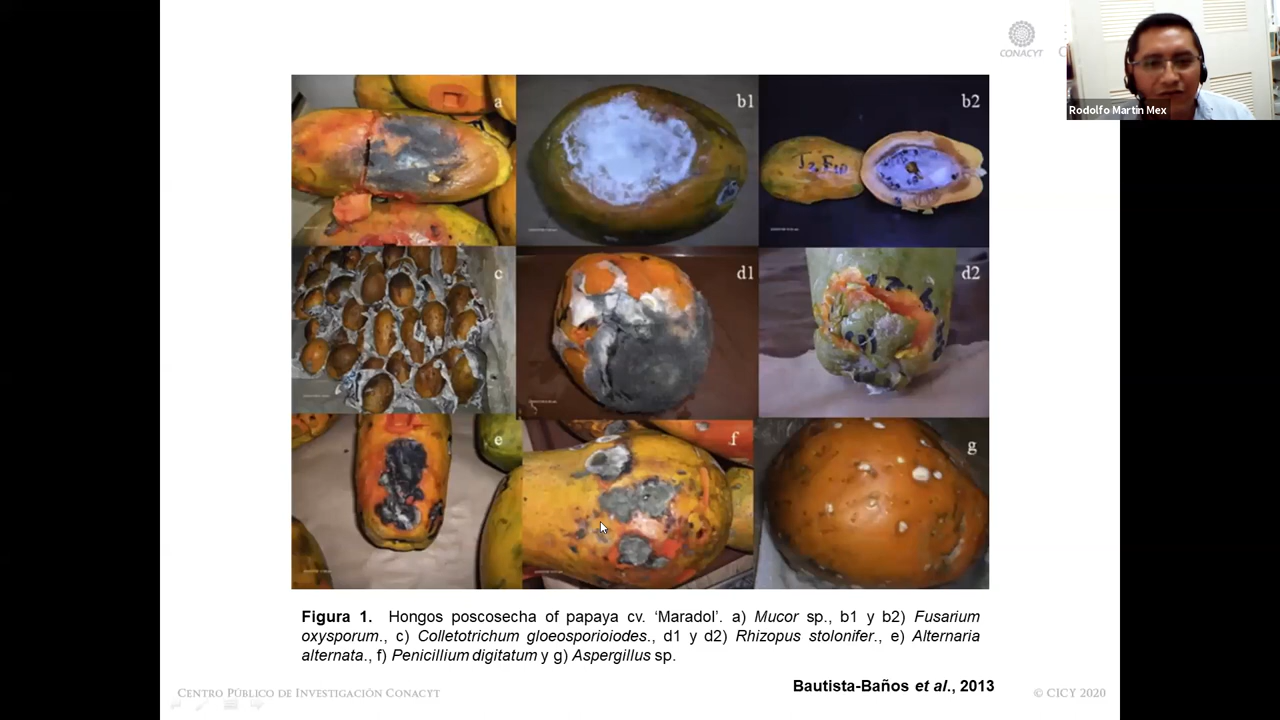 CONACYT
Rodolfo Martín Mex
a
b1
b2
T2 F10
c
d1
d2
e
f
g
Figura 1. Hongos poscosecha of papaya cv. ‘Maradol’. a) Mucor sp., b1 y b2) Fusarium
oxysporum., c) Colletotrichum gloeosporioiodes., d1 y d2) Rhizopus stolonifer., e) Alternaria
alternata., f) Penicillium digitatum y g) Aspergillus sp.
Bautista-Baños et al., 2013
CENTRO PÚBLICO DE INVESTIGACIÓN CONACYT
© CICY 2020